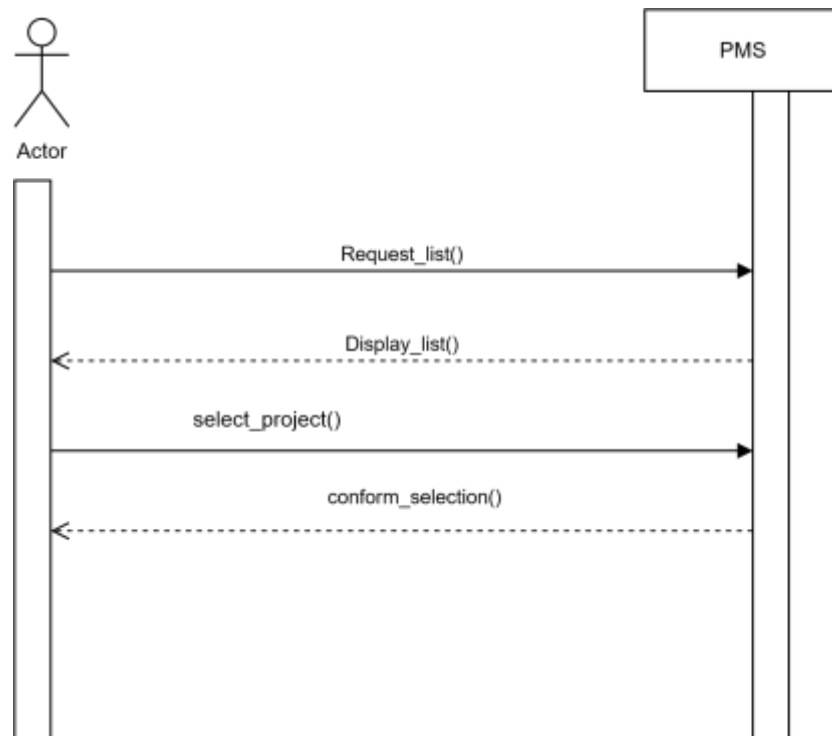 PMS
Actor
Request_list()
Display_list()
select_project()
conform_selection()